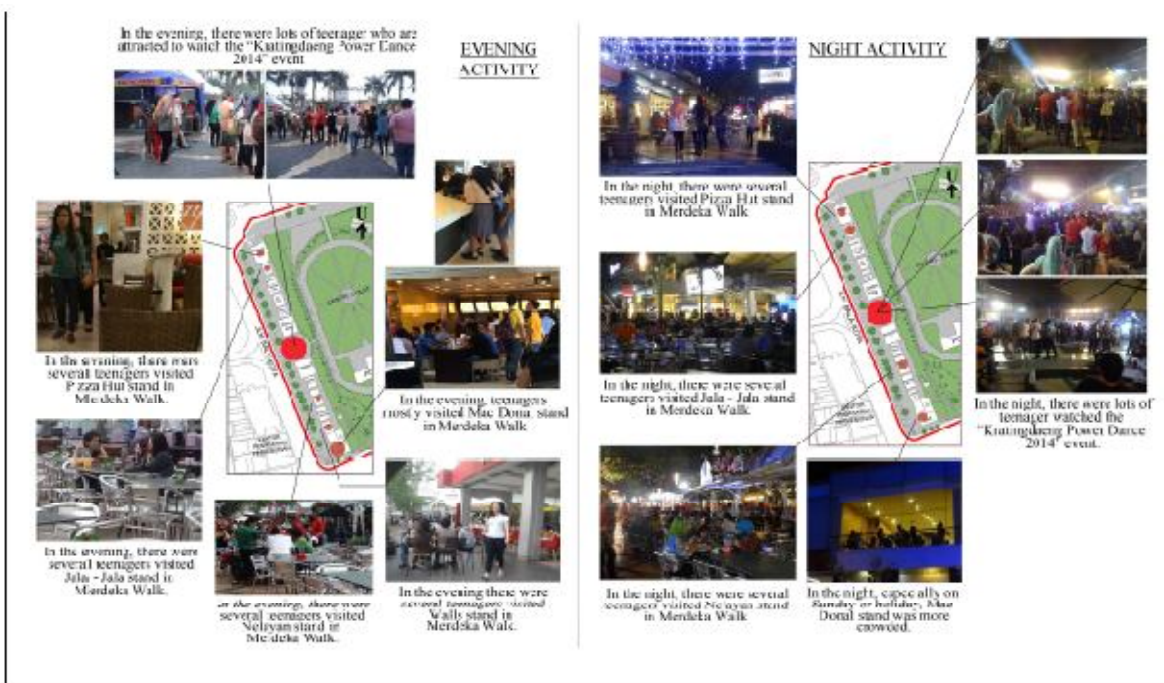 In the evening, there were lots of teenager who are
attracted to watch the "Kratingdaeng Power Dance
2014" event
EVENING
ACTIVITY
In the evening, there were
several teenagers visited
Pizza Hut stand in
Merdeka Walk.
In the evening, teenagers
mostly visited Mac Donal stand
in Merdeka Walk
In the evening, there were
several teenagers visited
Jala - Jala stand in
Merdeka Walk.
In the evening, there were
several teenagers visited
Nelayan stand in
Merdeka Walk.
In the evening there were
several teenagers visited
Walls stand in
Merdeka Walk.
NIGHT ACTIVITY
In the night, there were several
teenagers visited Pizza Hut stand
in Merdeka Walk
In the night, there were several
teenagers visited Jala - Jala stand
in Merdeka Walk
In the night, there were several
teenagers visited Nelayan stand
in Merdeka Walk
In the night, there were lots of
teenager watched the
"Kratingdaeng Power Dance
2014" event.
In the night, especially on
Sunday or holiday, Mac
Donal stand was more
crowded.